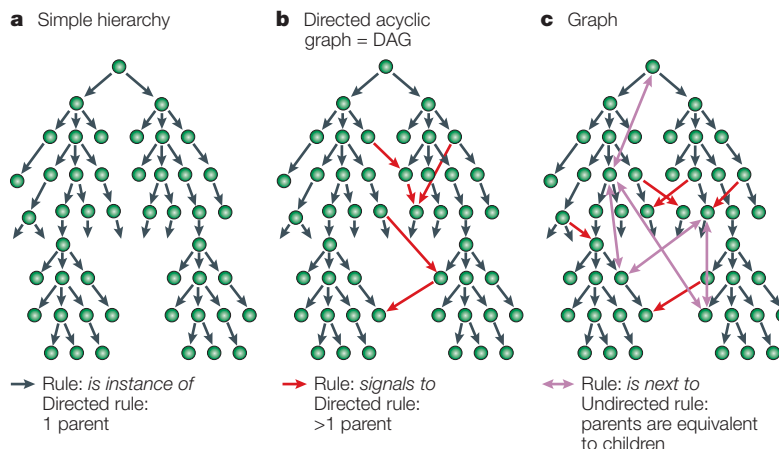 a Simple hierarchy
b Directed acyclic
graph = DAG
c Graph
Rule: is instance of
Directed rule:
1 parent
Rule: signals to
Directed rule:
>1 parent
Rule: is next to
Undirected rule:
parents are equivalent
to children